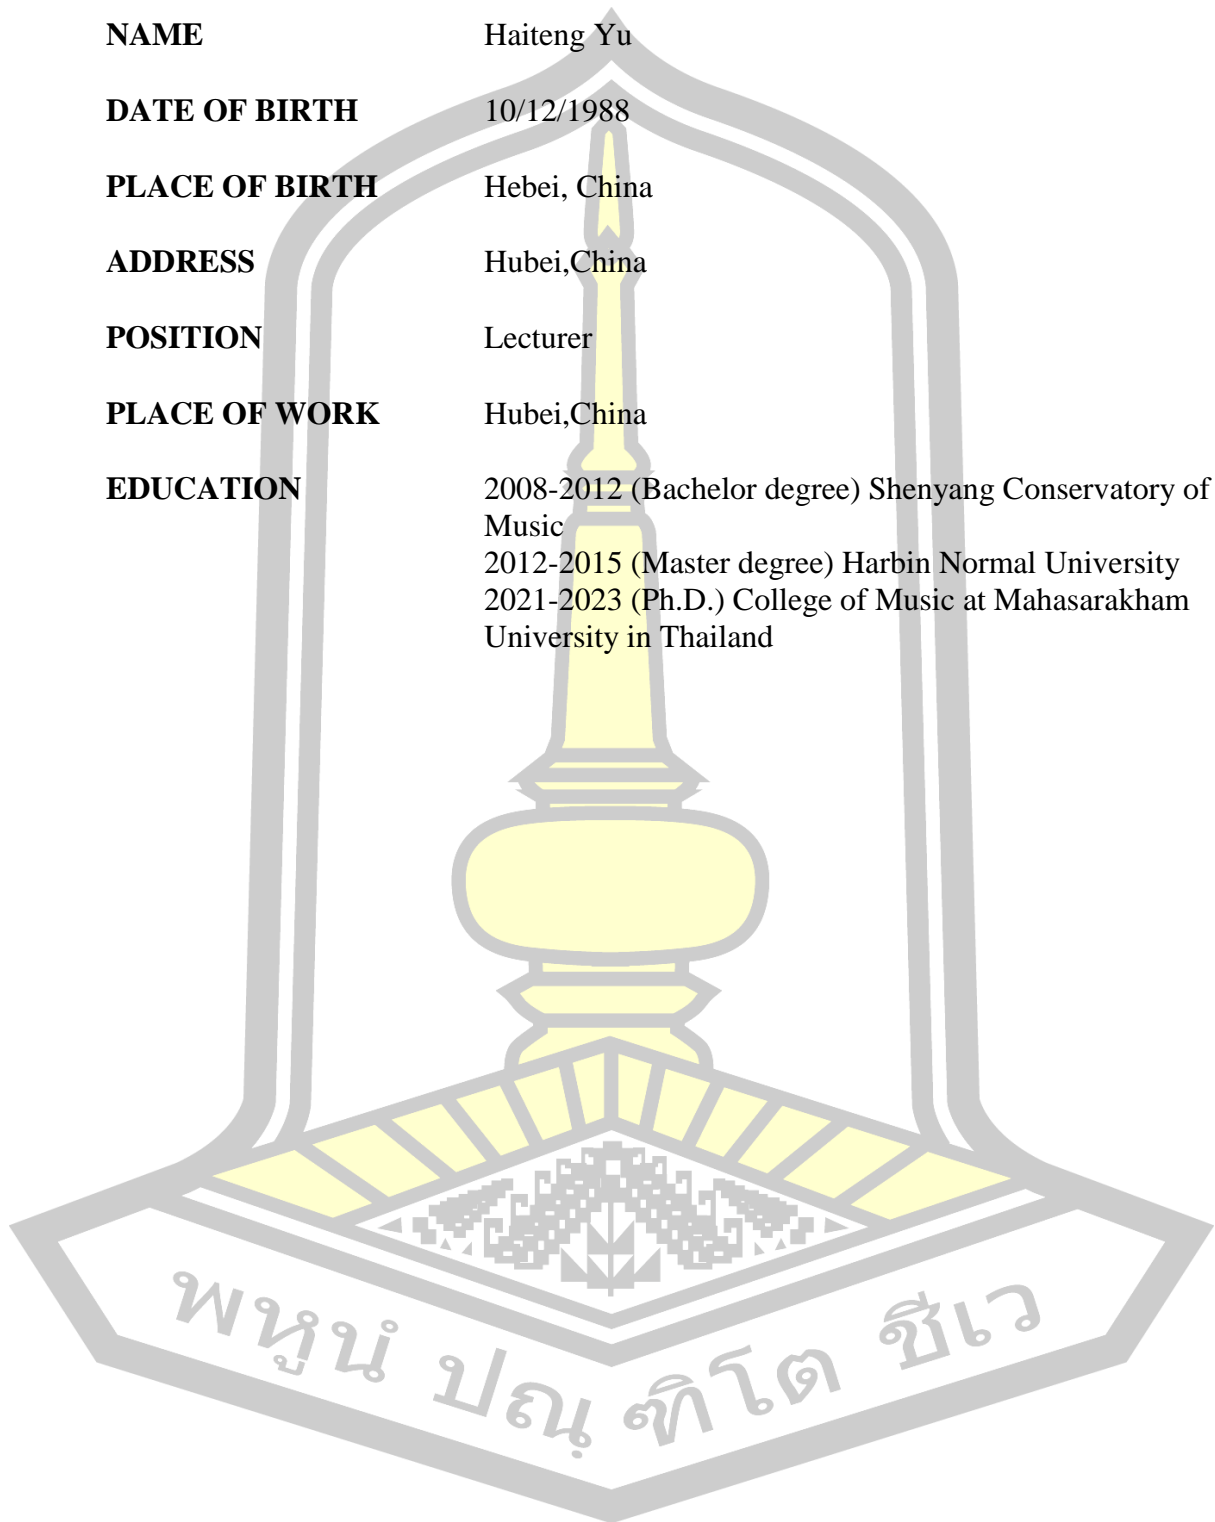 NAME Haiteng Yu
DATE OF BIRTH 10/12/1988
PLACE OF BIRTH Hebei, China
ADDRESS Hubei,China
POSITION Lecturer
PLACE OF WORK Hubei,China
EDUCATION 2008-2012 (Bachelor degree) Shenyang Conservatory of
Music
2012-2015 (Master degree) Harbin Normal University
2021-2023 (Ph.D.) College of Music at Mahasarakham
University in Thailand
พหูนํ ปณฺฑิโต ชีเว